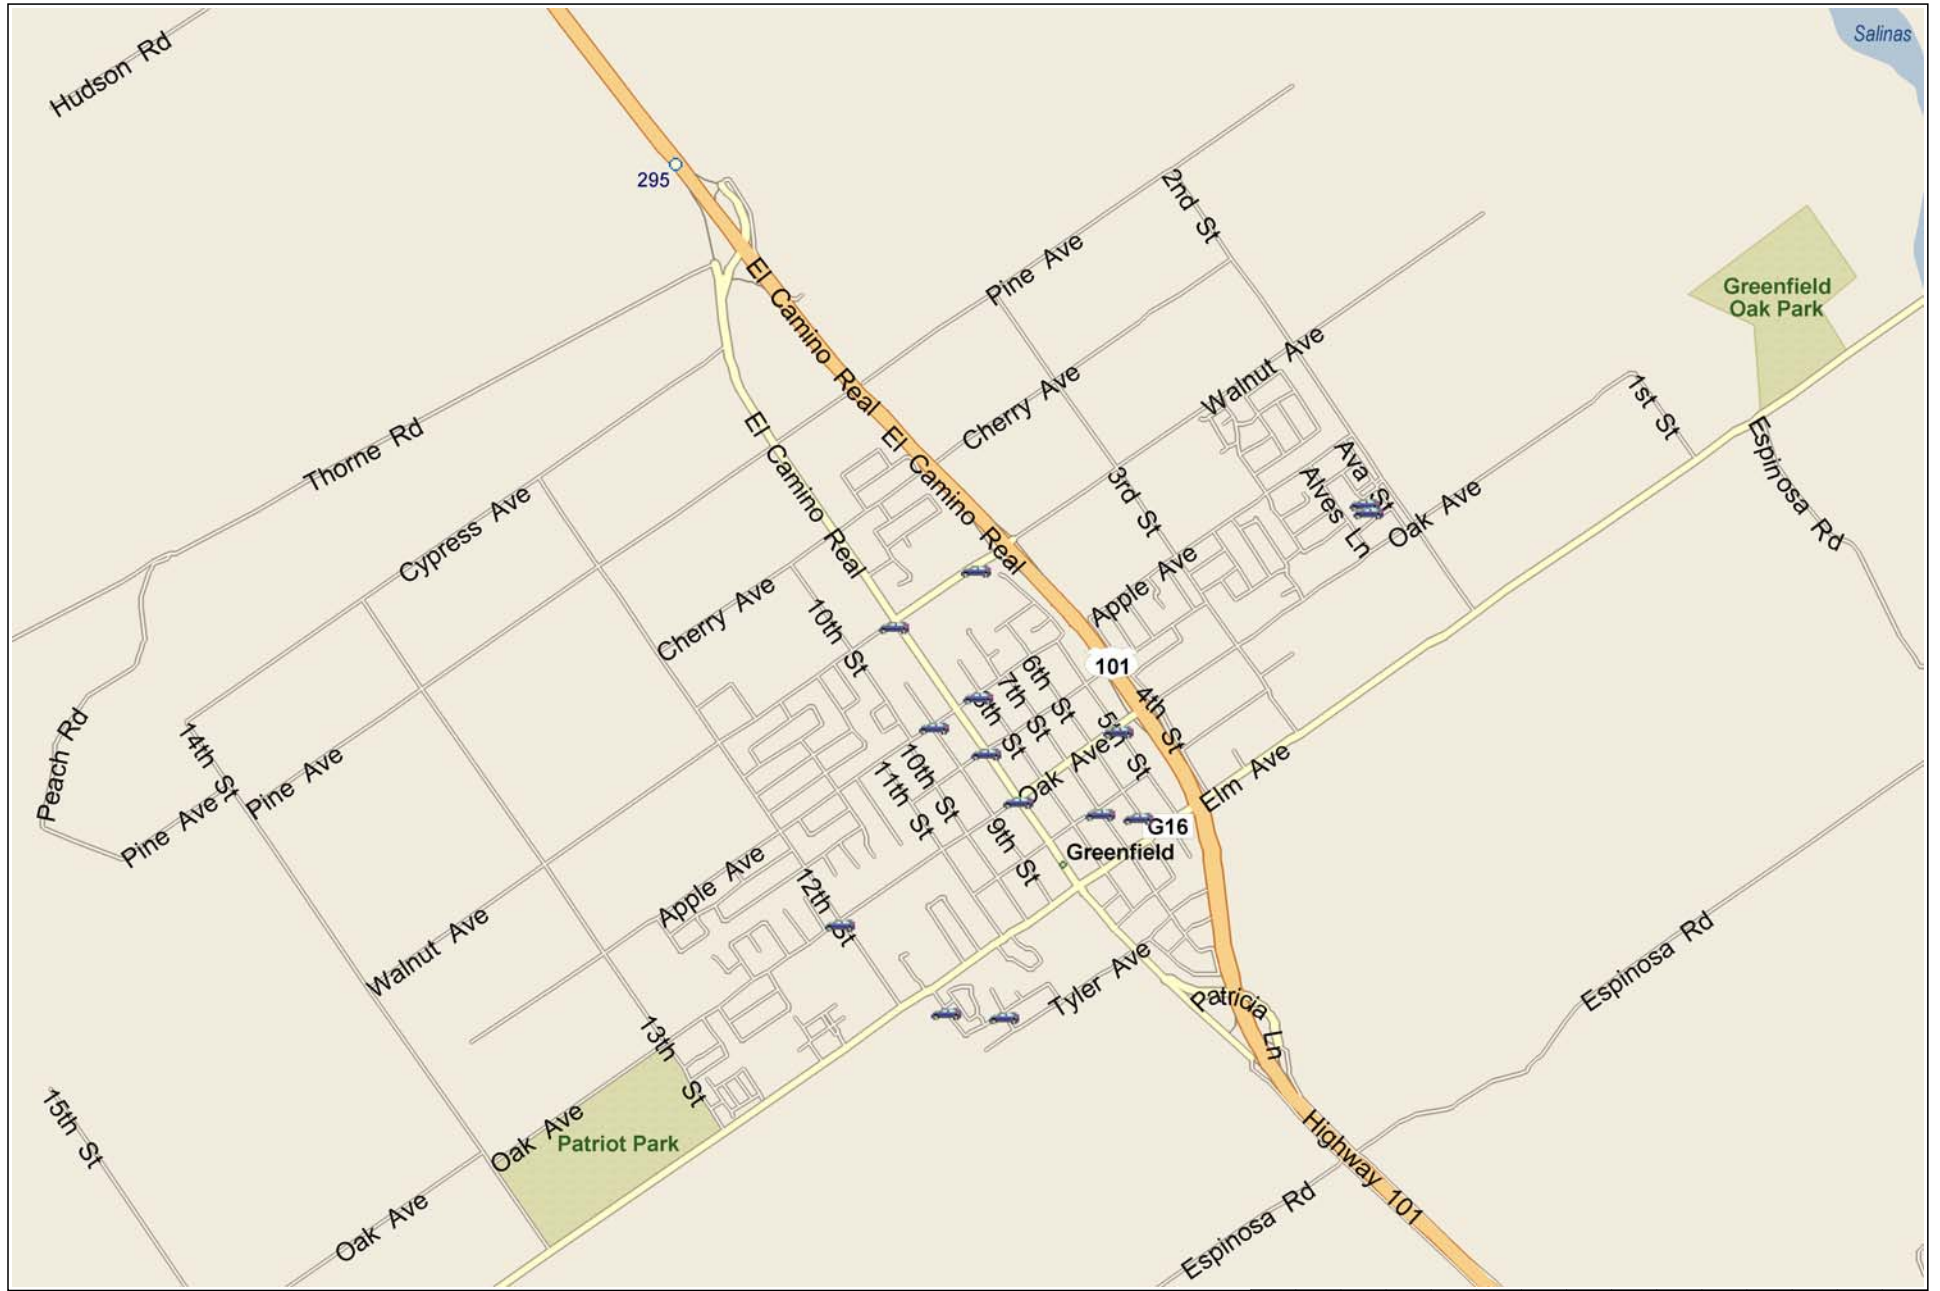 Hudson Rd
Salinas
295
2nd St
Pine Ave
El Camino Real
Greenfield
Oak Park
Walnut Ave
Cherry Ave
El Camino Real
El Camino Real
1st St
Thorne Rd
Espinosa Rd
Ava St
Alves Ln
Oak Ave
3rd St
Cypress Ave
Apple Ave
Cherry Ave
10th St
101
6th St
7th St
4th St
5th St
8th St
Peach Rd
14th St
Pine Ave
Pine Ave
Oak Ave
10th St
11th St
Elm Ave
G16
9th St
Greenfield
Apple Ave
12th St
Walnut Ave
Tyler Ave
Espinosa Rd
Patricia Ln
13th St
15th St
Oak Ave
Patriot Park
Highway 101
Oak Ave
Espinosa Rd